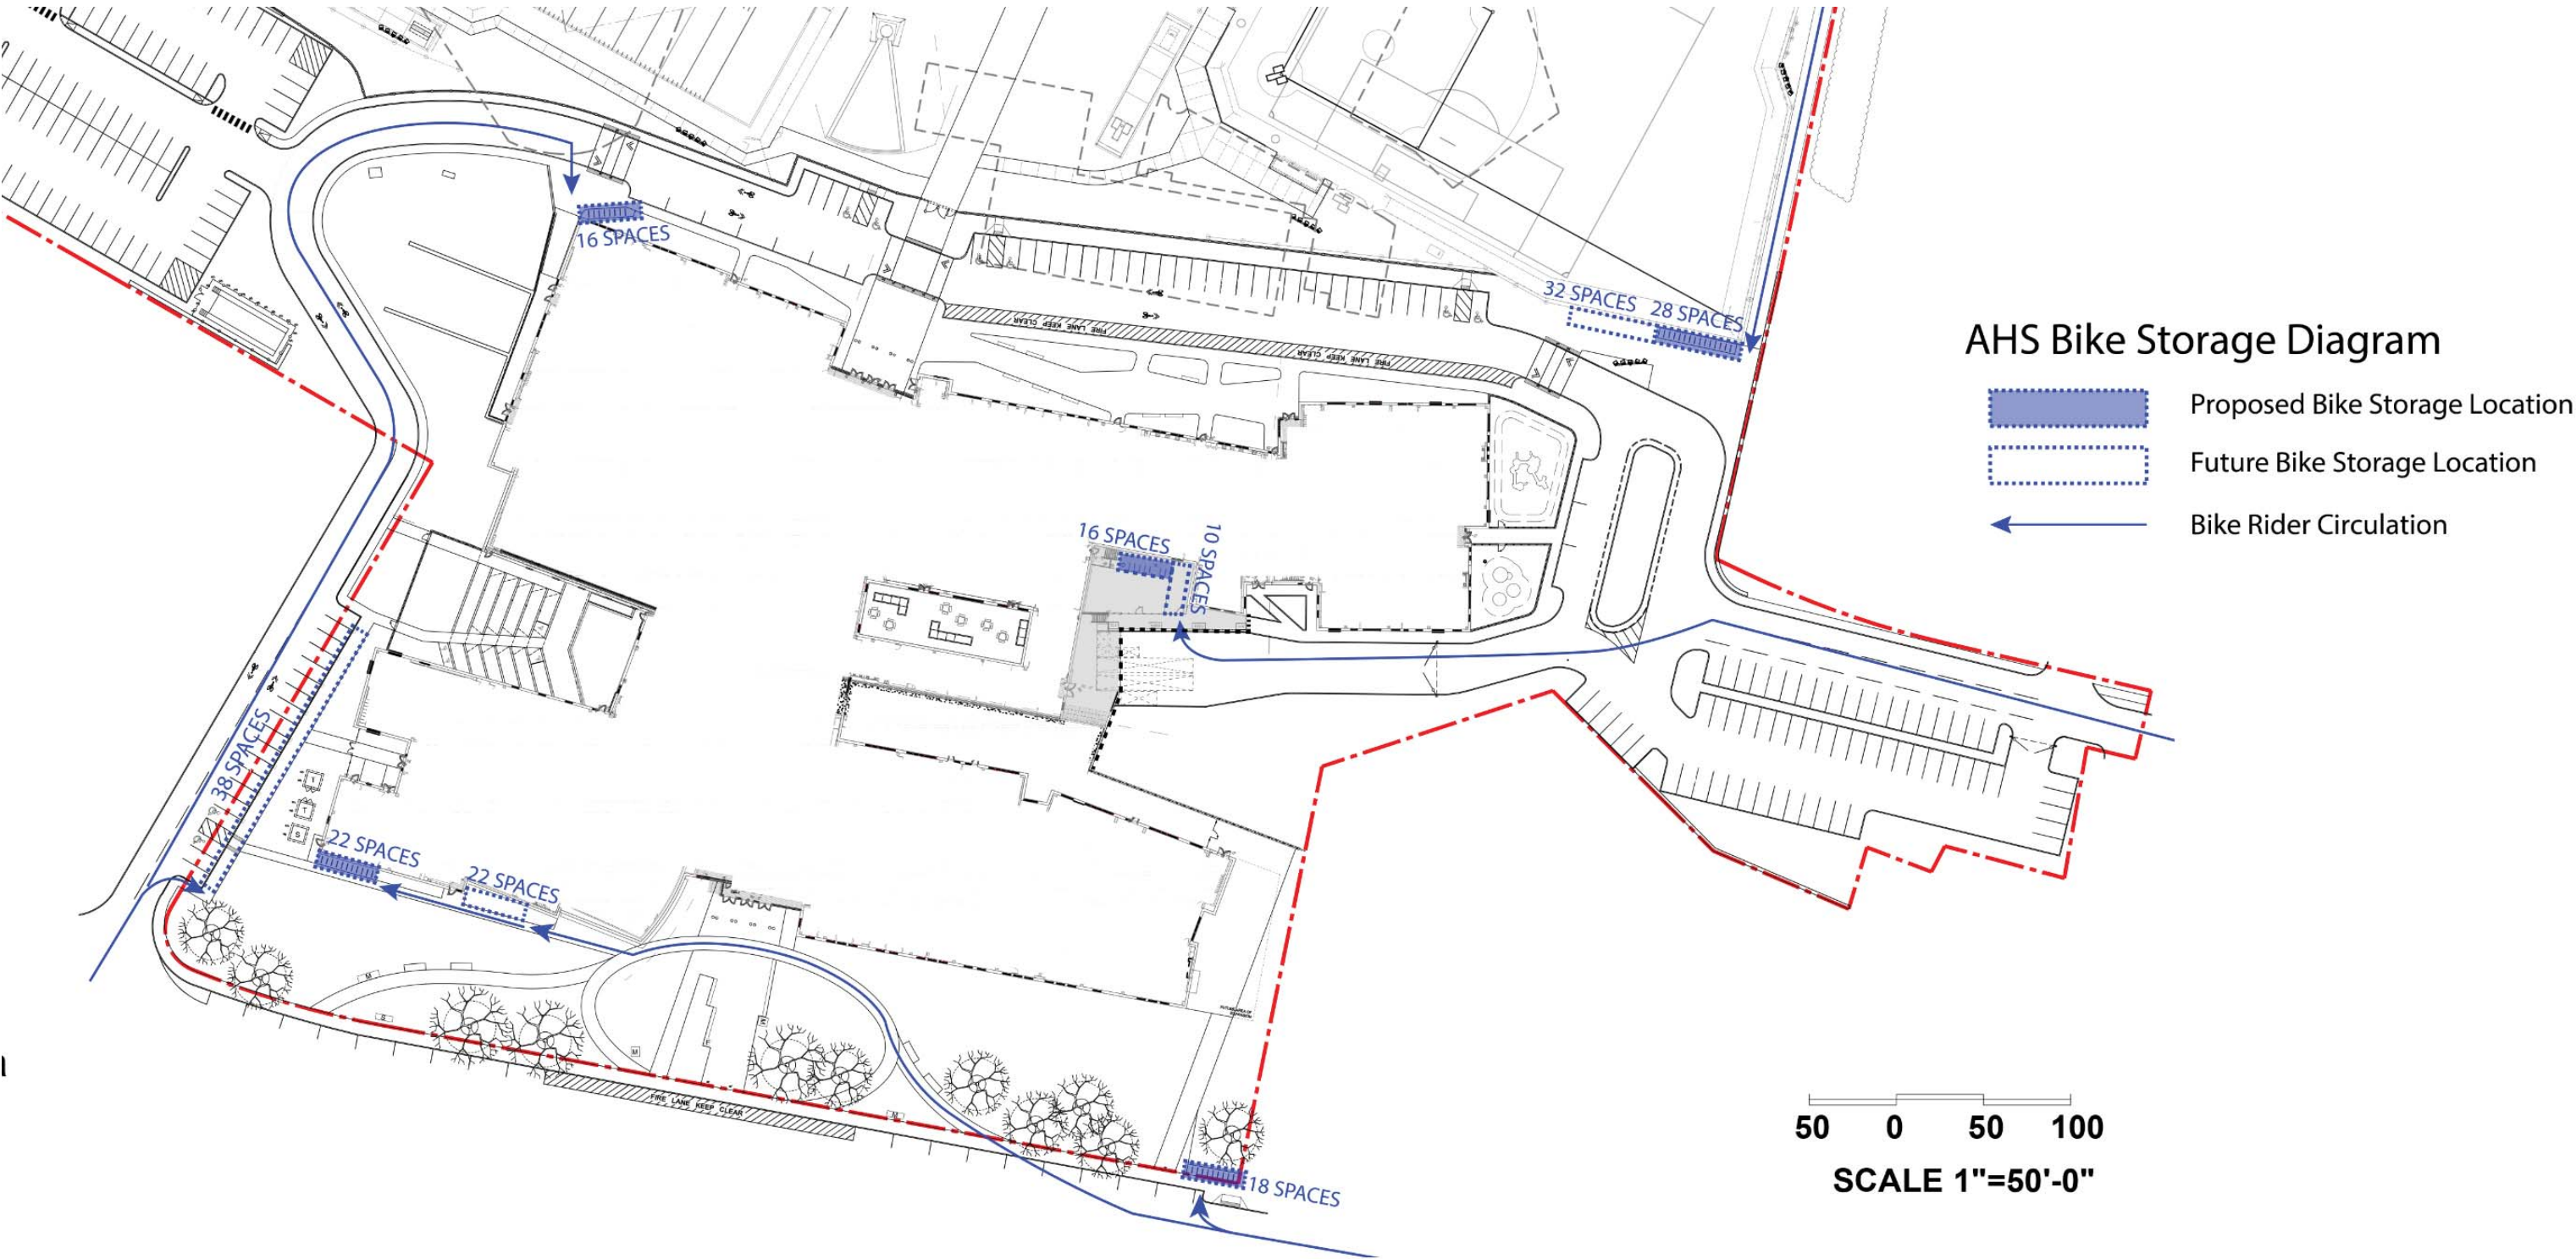 16 SPACES
32 SPACES 28 SPACES
AHS Bike Storage Diagram
Proposed Bike Storage Location
Future Bike Storage Location
Bike Rider Circulation
FIRE LANE KEEP CLEAR
FIRE LANE KEEP CLEAR
16 SPACES
10 SPACES
38 SPACES
22 SPACES
22 SPACES
FIRE LANE KEEP CLEAR
18 SPACES
50 0 50 100
SCALE 1"=50'-0"